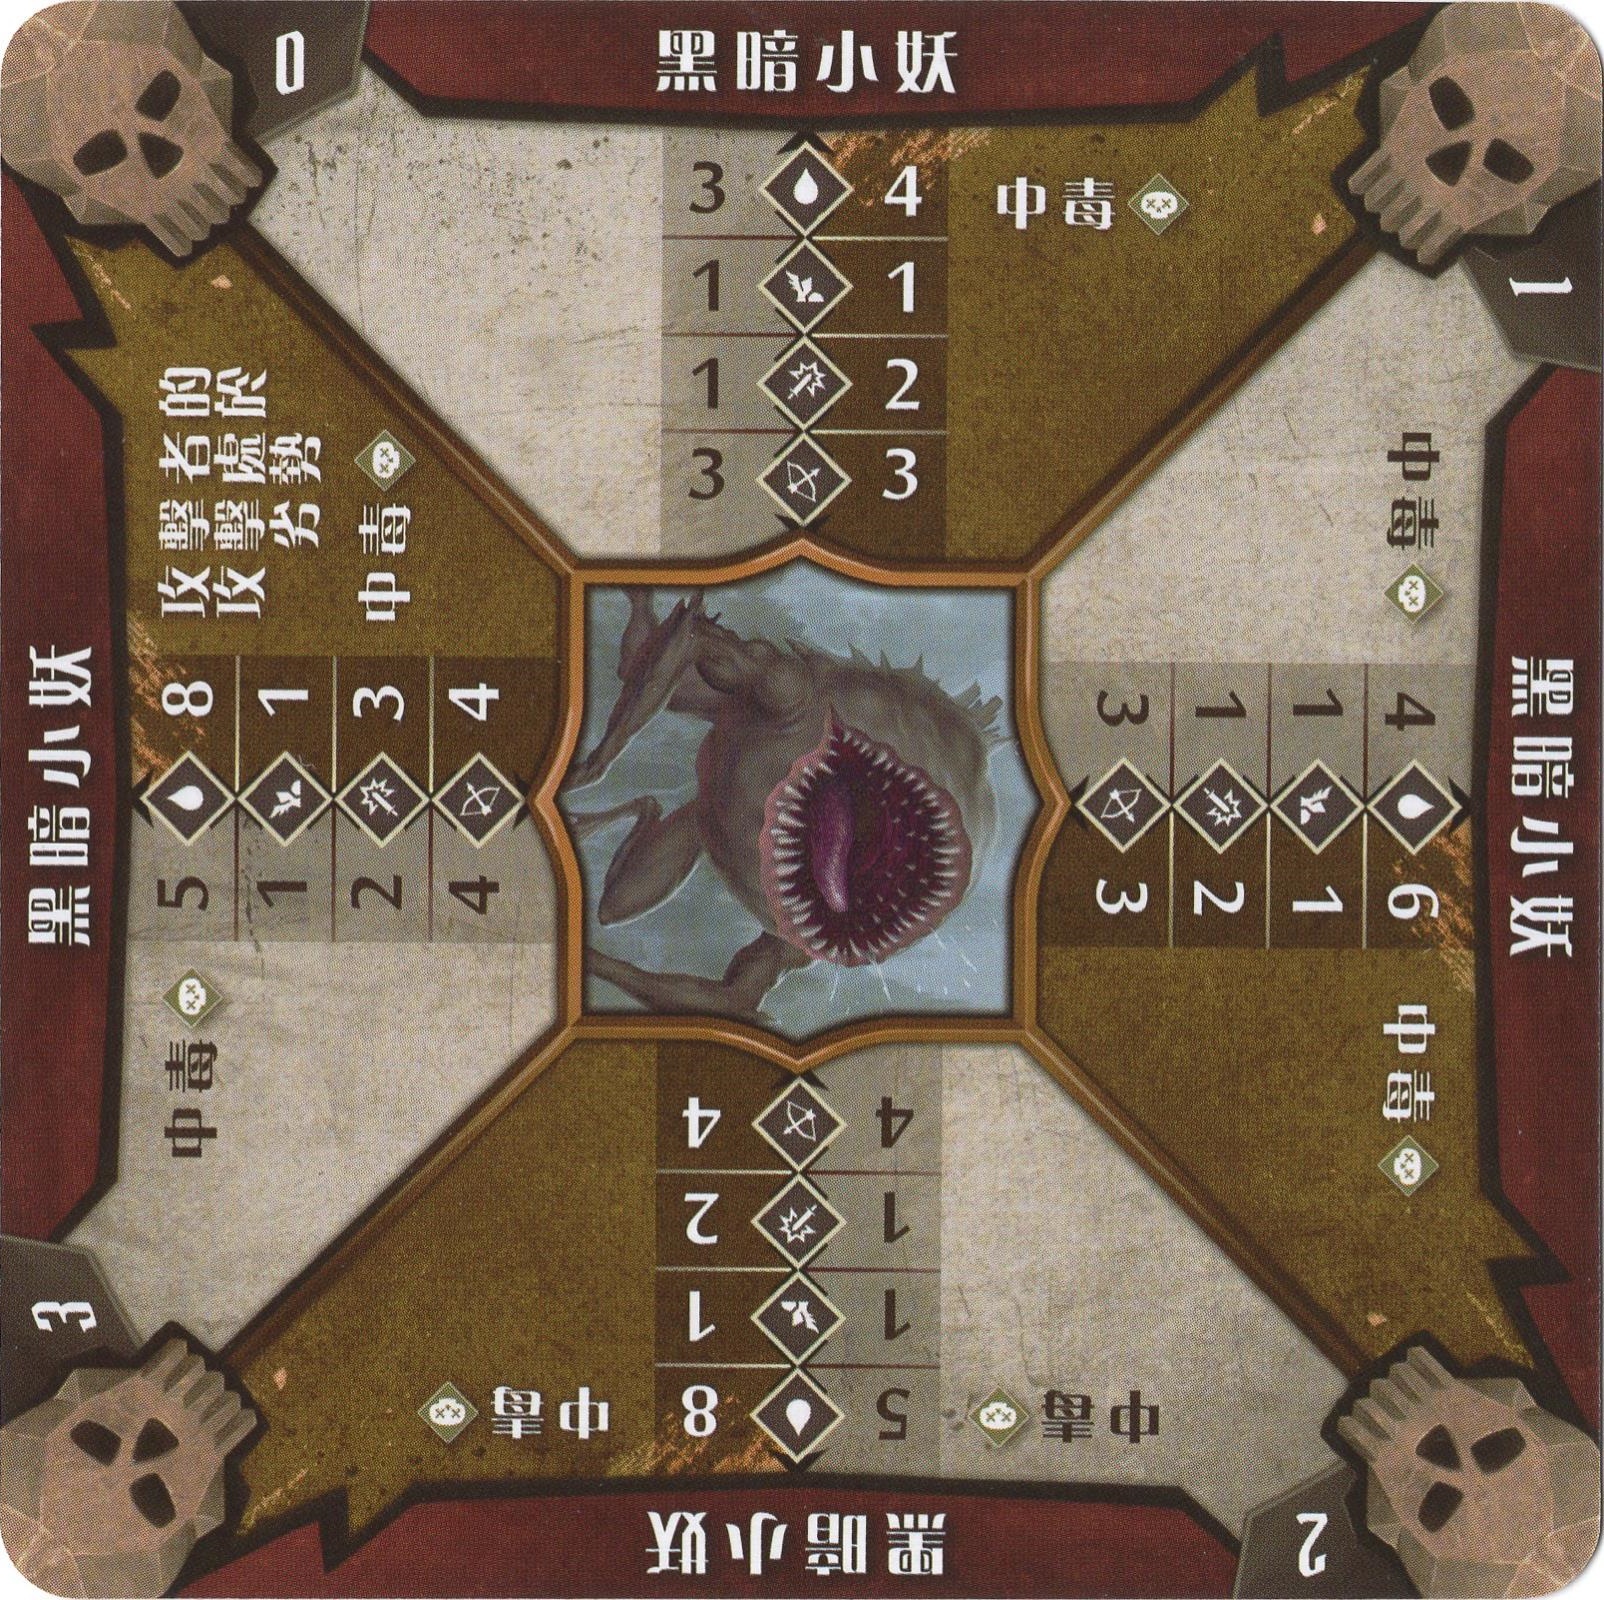 0
黑暗小妖
3 4 中毒
1 1
1 2
3 3
1
黑暗小妖
中毒 4 6 中毒
1 1
1 2
3 3
2
黑暗小妖
中毒 5 8 中毒
1 1
1 2
4 4
3
黑暗小妖
中毒 5 8 攻擊者的
1 1 攻擊處於
2 3 劣勢
4 4 中毒